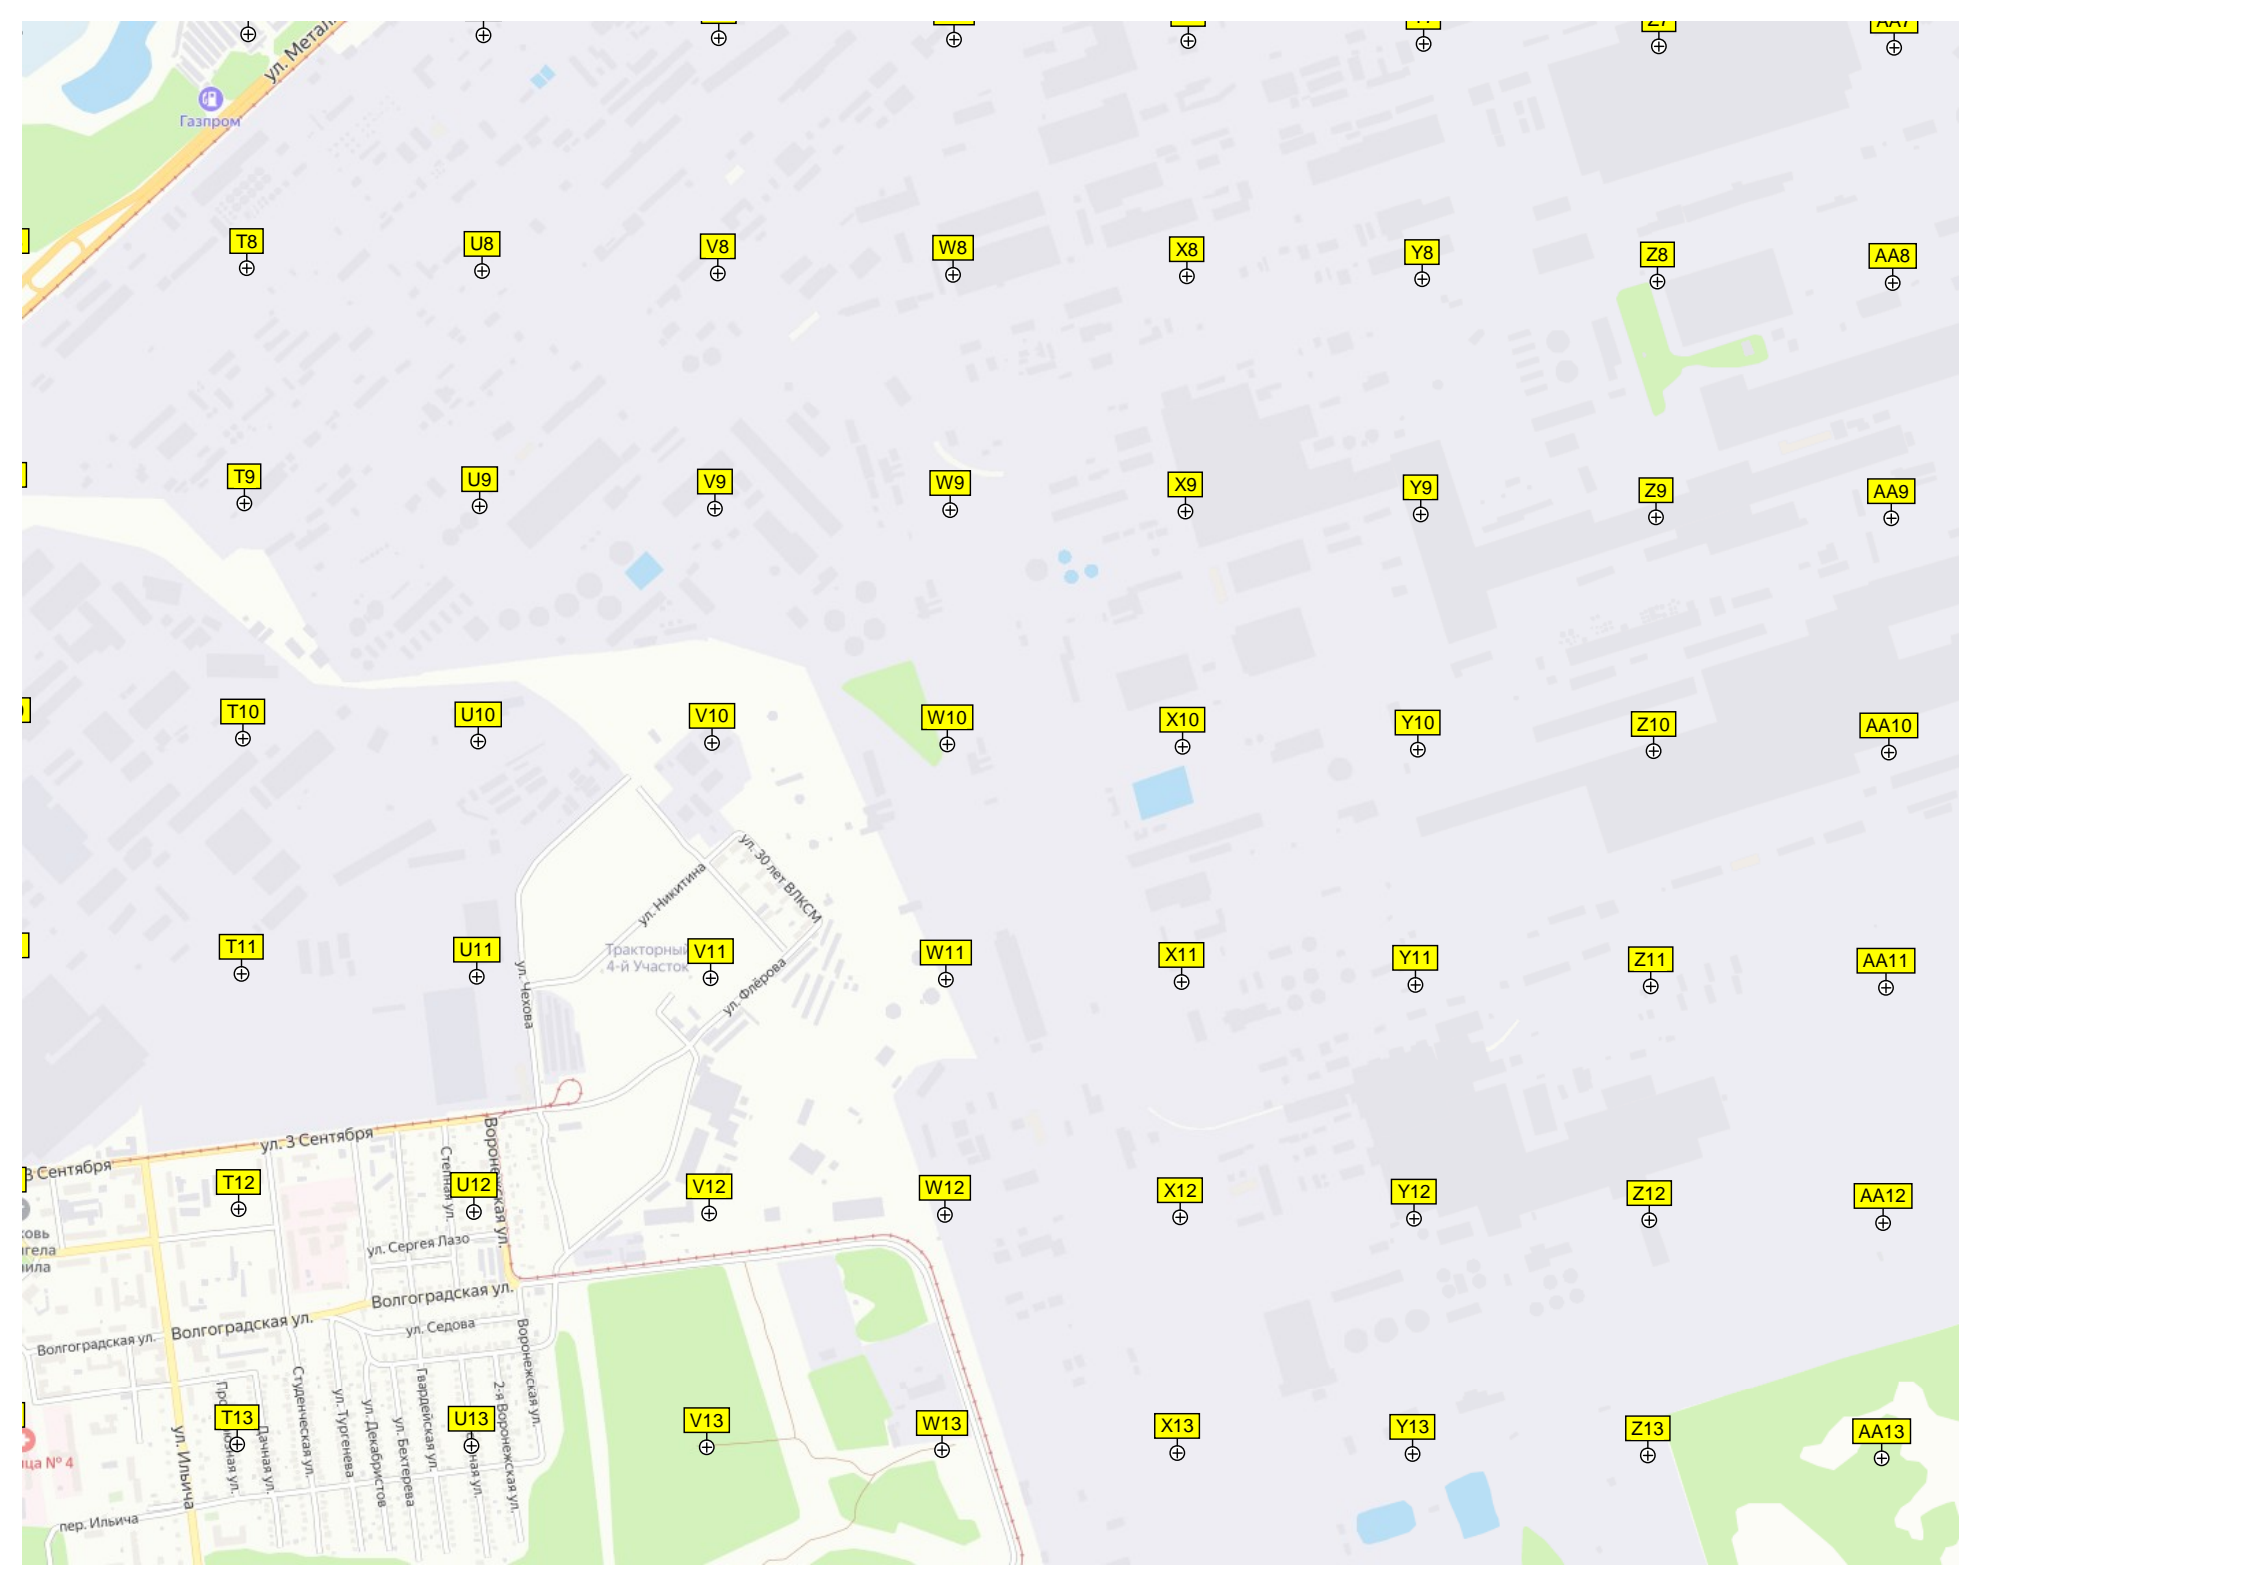 ул. Метал
Z7
AA7
Газпром
T8
U8
V8
W8
X8
Y8
Z8
AA8
T9
U9
V9
W9
X9
Y9
Z9
AA9
T10
U10
V10
W10
X10
Y10
Z10
AA10
ул. 30 лет ВЛКСМ
ул. Никитина
T11
U11
Тракторный
4-й Участок
V11
W11
X11
Y11
Z11
AA11
ул. Чехова
ул. Флёрова
ул. 3 Сентября
3 Сентября
Степная ул.
Воронежская ул.
T12
U12
V12
W12
X12
Y12
Z12
AA12
ул. Сергея Лазо
Волгоградская ул.
Волгоградская ул.
Волгоградская ул.
ул. Седова
Воронежская ул.
Студенческая ул.
ул. Тургенева
ул. Декабристов
ул. Бехтерева
Гвардейская ул.
2-я Воронежская ул.
Дачная ул.
T13
U13
V13
W13
X13
Y13
Z13
AA13
ул. Ильича
ца № 4
пер. Ильича